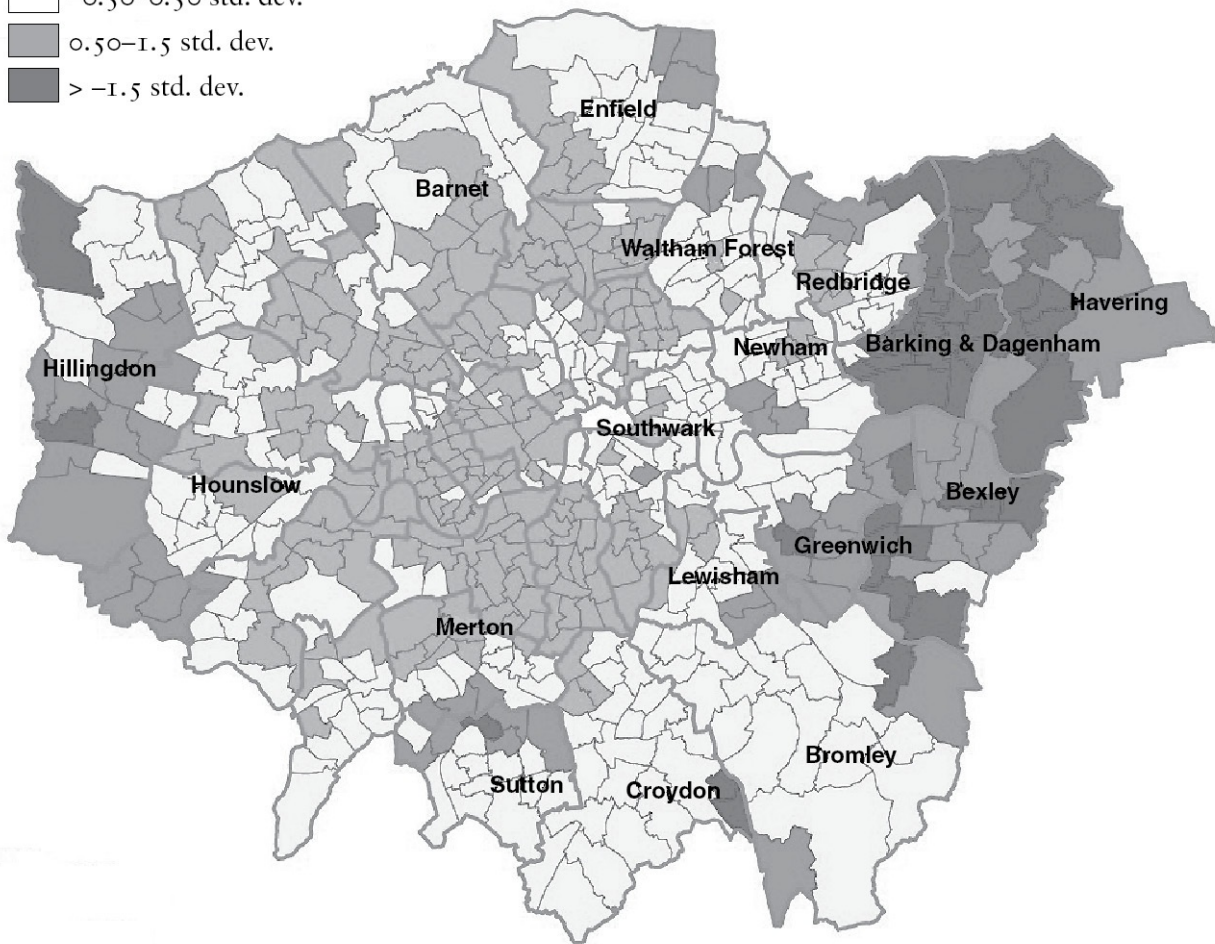 0.50–1.5 std. dev.
> –1.5 std. dev.
Enfield
Barnet
Waltham Forest
Redbridge
Havering
Newham
Barking & Dagenham
Hillingdon
Southwark
Hounslow
Bexley
Greenwich
Lewisham
Merton
Bromley
Sutton
Croydon